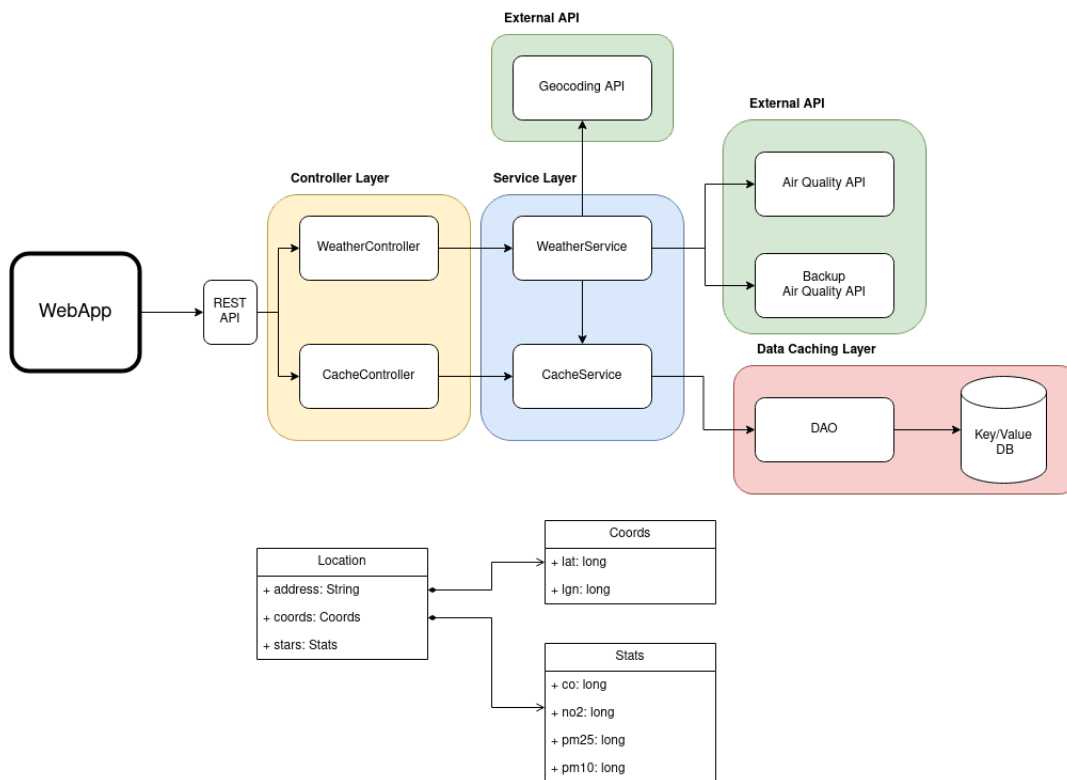 External API
Geocoding API
External API
Air Quality API
Backup
Air Quality API
Controller Layer
Service Layer
WeatherController
WeatherService
WebApp
REST
API
CacheController
CacheService
Data Caching Layer
DAO
Key/Value
DB
Location
+ address: String
+ coords: Coords
+ stars: Stats
Coords
+ lat: long
+ lgn: long
Stats
+ co: long
+ no2: long
+ pm25: long
+ pm10: long